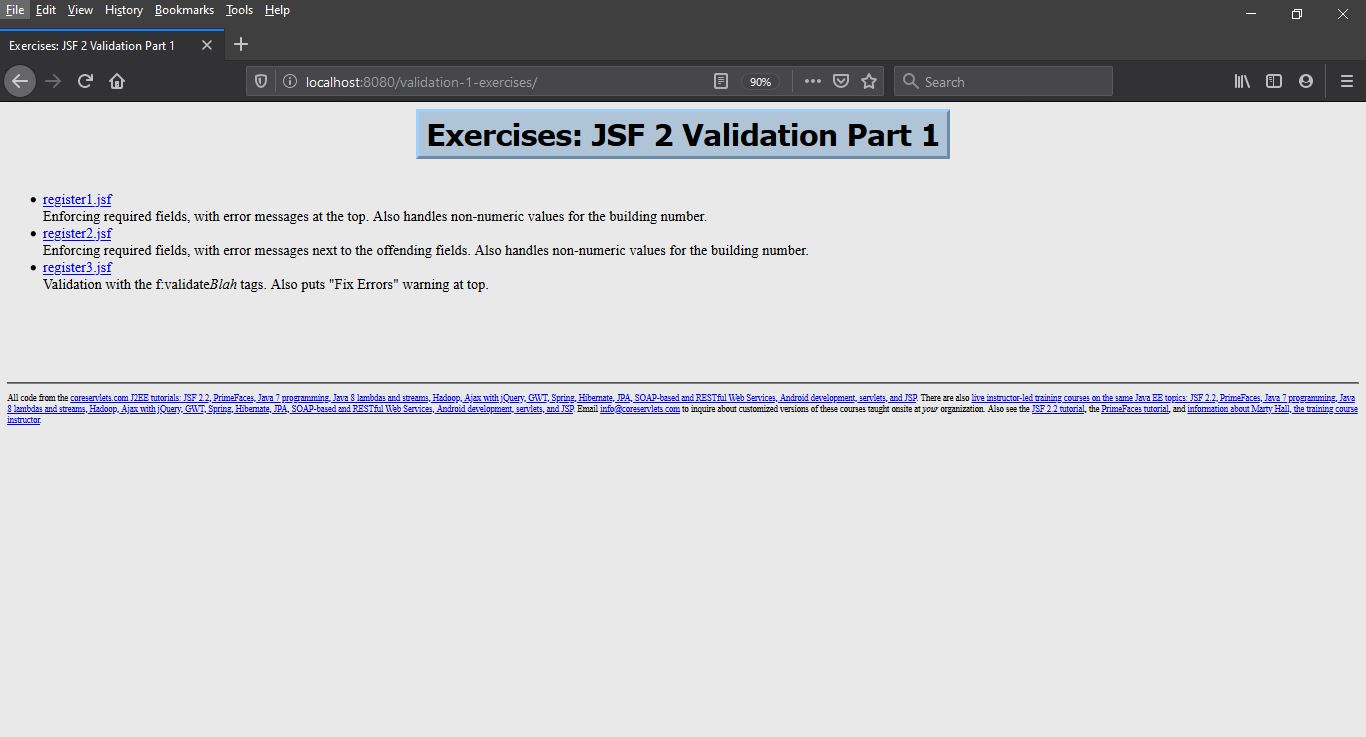 File Edit View History Bookmarks Tools Help
Exercises: JSF 2 Validation Part 1
localhost:8080/validation-1-exercises/ 90% Search
Exercises: JSF 2 Validation Part 1
register1.jsf
Enforcing required fields, with error messages at the top. Also handles non-numeric values for the building number.
register2.jsf
Enforcing required fields, with error messages next to the offending fields. Also handles non-numeric values for the building number.
register3.jsf
Validation with the f:validateBlah tags. Also puts "Fix Errors" warning at top.
All code from the coreservlets.com J2EE tutorials: JSF 2.2, PrimeFaces, Java 7 programming, Java 8 lambdas and streams, Hadoop, Ajax with jQuery, GWT, Spring, Hibernate, JPA, SOAP-based and RESTful Web Services, Android development, servlets, and JSP. There are also live instructor-led training courses on the same Java EE topics: JSF 2.2, PrimeFaces, Java 7 programming, Java
8 lambdas and streams, Hadoop, Ajax with jQuery, GWT, Spring, Hibernate, JPA, SOAP-based and RESTful Web Services, Android development, servlets, and JSP. Email info@coreservlets.com to inquire about customized versions of these courses taught onsite at your organization. Also see the JSF 2.2 tutorial, the PrimeFaces tutorial, and information about Marty Hall, the training course
instructor.